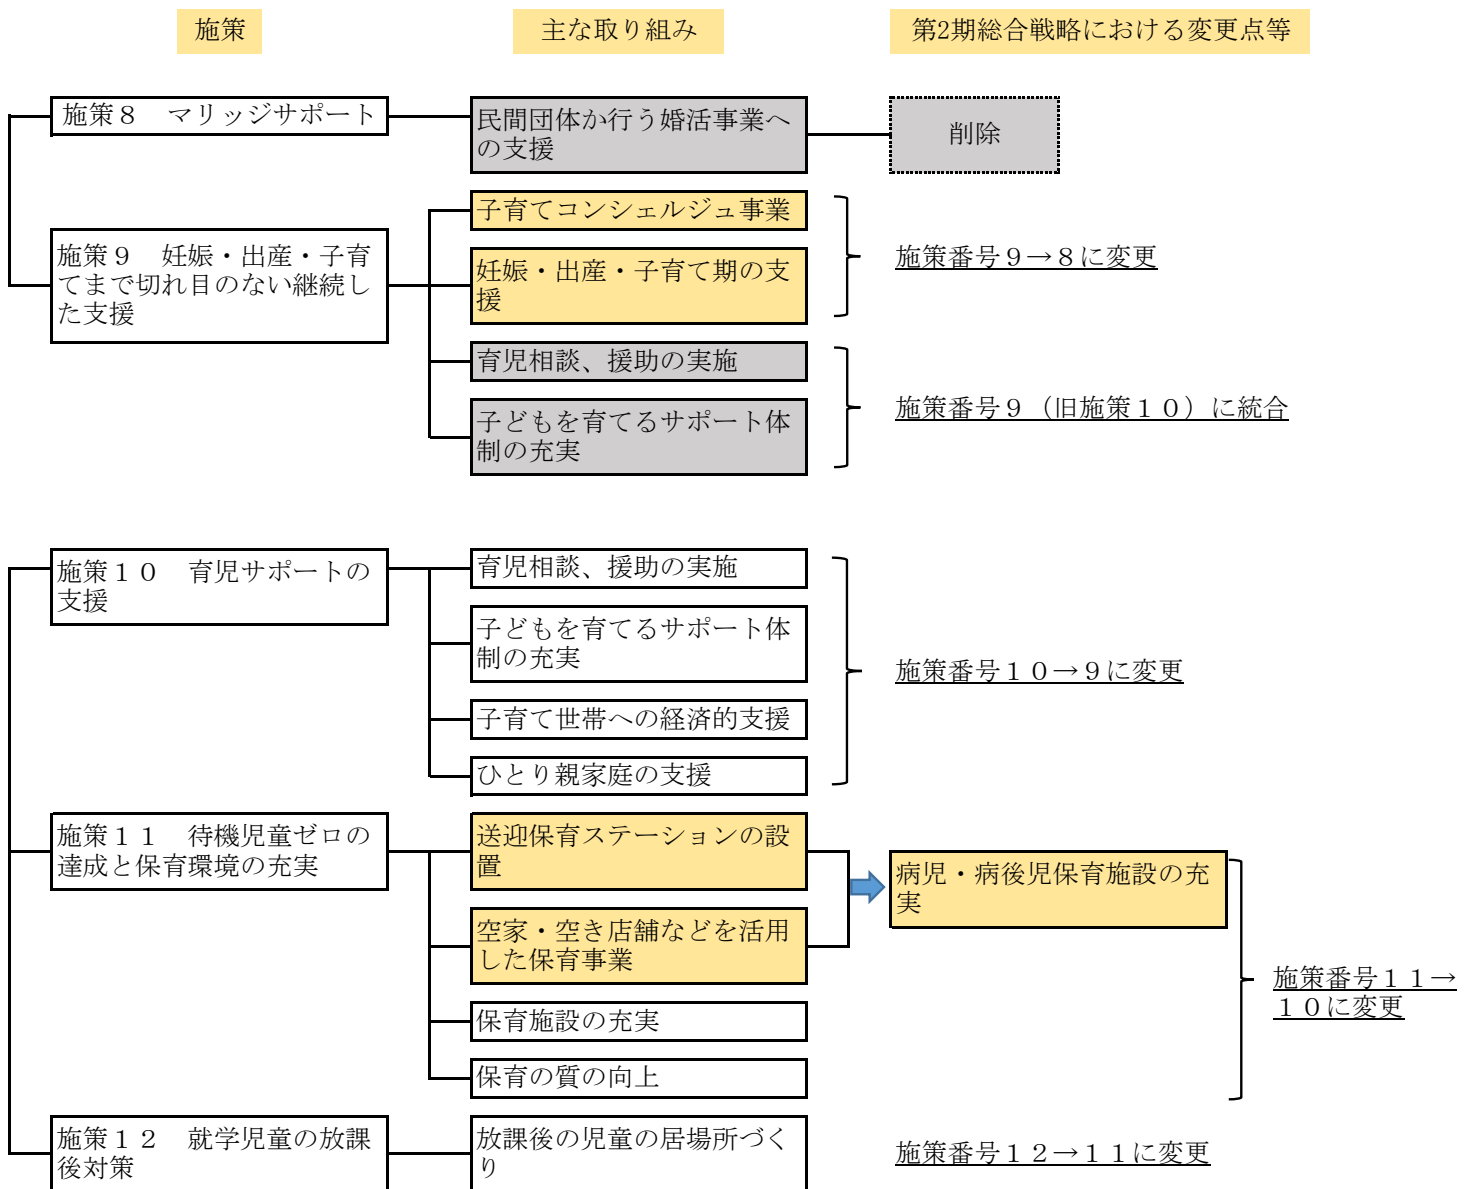 施策
主な取り組み
第2期総合戦略における変更点等
施策８　マリッジサポート
民間団体か行う婚活事業へ
の支援
削除
施策９　妊娠・出産・子育
てまで切れ目のない継続し
た支援
子育てコンシェルジュ事業
妊娠・出産・子育て期の支
援
施策番号９→８に変更
育児相談、援助の実施
子どもを育てるサポート体
制の充実
施策番号９（旧施策１０）に統合
施策１０　育児サポートの
支援
育児相談、援助の実施
子どもを育てるサポート体
制の充実
子育て世帯への経済的支援
ひとり親家庭の支援
施策番号１０→９に変更
施策１１　待機児童ゼロの
達成と保育環境の充実
送迎保育ステーションの設
置
空家・空き店舗などを活用
した保育事業
保育施設の充実
保育の質の向上
病児・病後児保育施設の充
実
施策番号１１→
１０に変更
施策１２　就学児童の放課
後対策
放課後の児童の居場所づく
り
施策番号１２→１１に変更